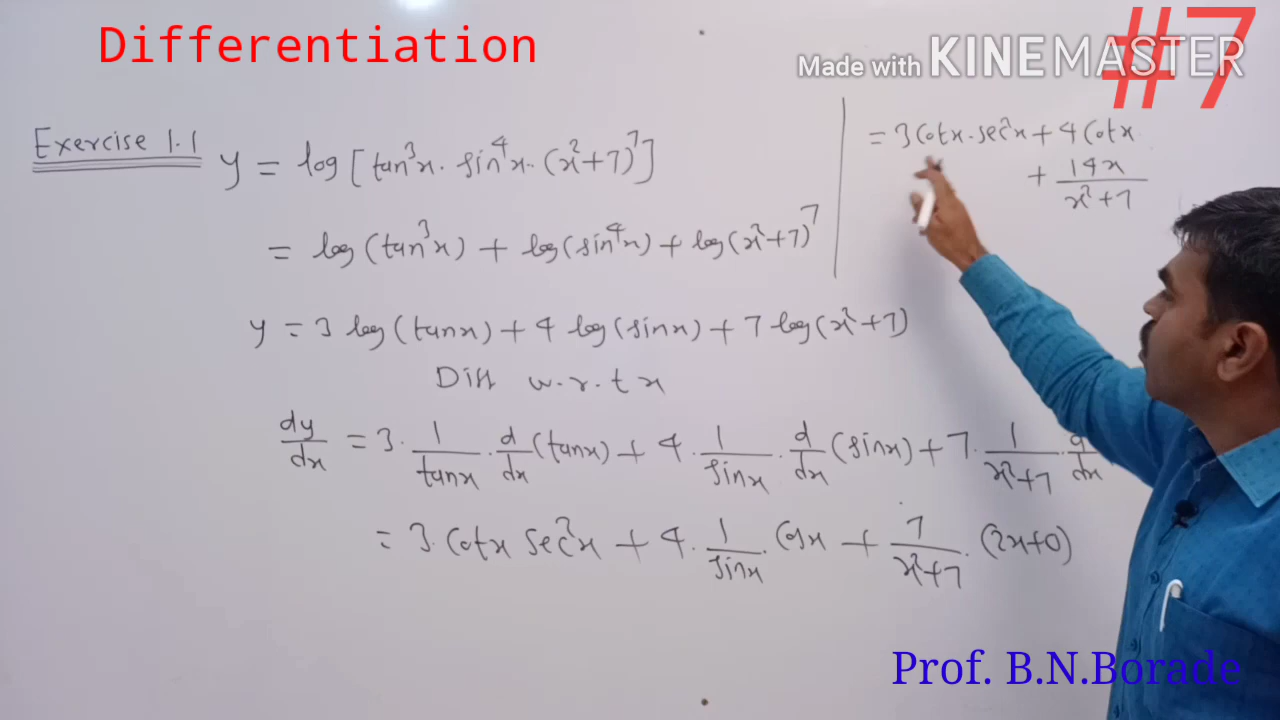 Differentiation
#7
Made with KINEMASTER
Exercise 1.1
y = log [tan³x · sin⁴x · (x²+7)⁷]
= log(tan³x) + log(sin⁴x) + log(x²+7)⁷
y = 3 log(tanx) + 4 log(sinx) + 7 log(x²+7)
Diff w.r.t x
dy/dx = 3 · 1/tanx · d/dx (tanx) + 4 · 1/sinx · d/dx (sinx) + 7 · 1/x²+7 · d/dx
= 3 · Cotx sec²x + 4 · 1/sinx · Cosx + 7/x²+7 · (2x+0)
= 3 Cotx · sec²x + 4 Cotx
+ 14x/x²+7
Prof. B.N.Borade